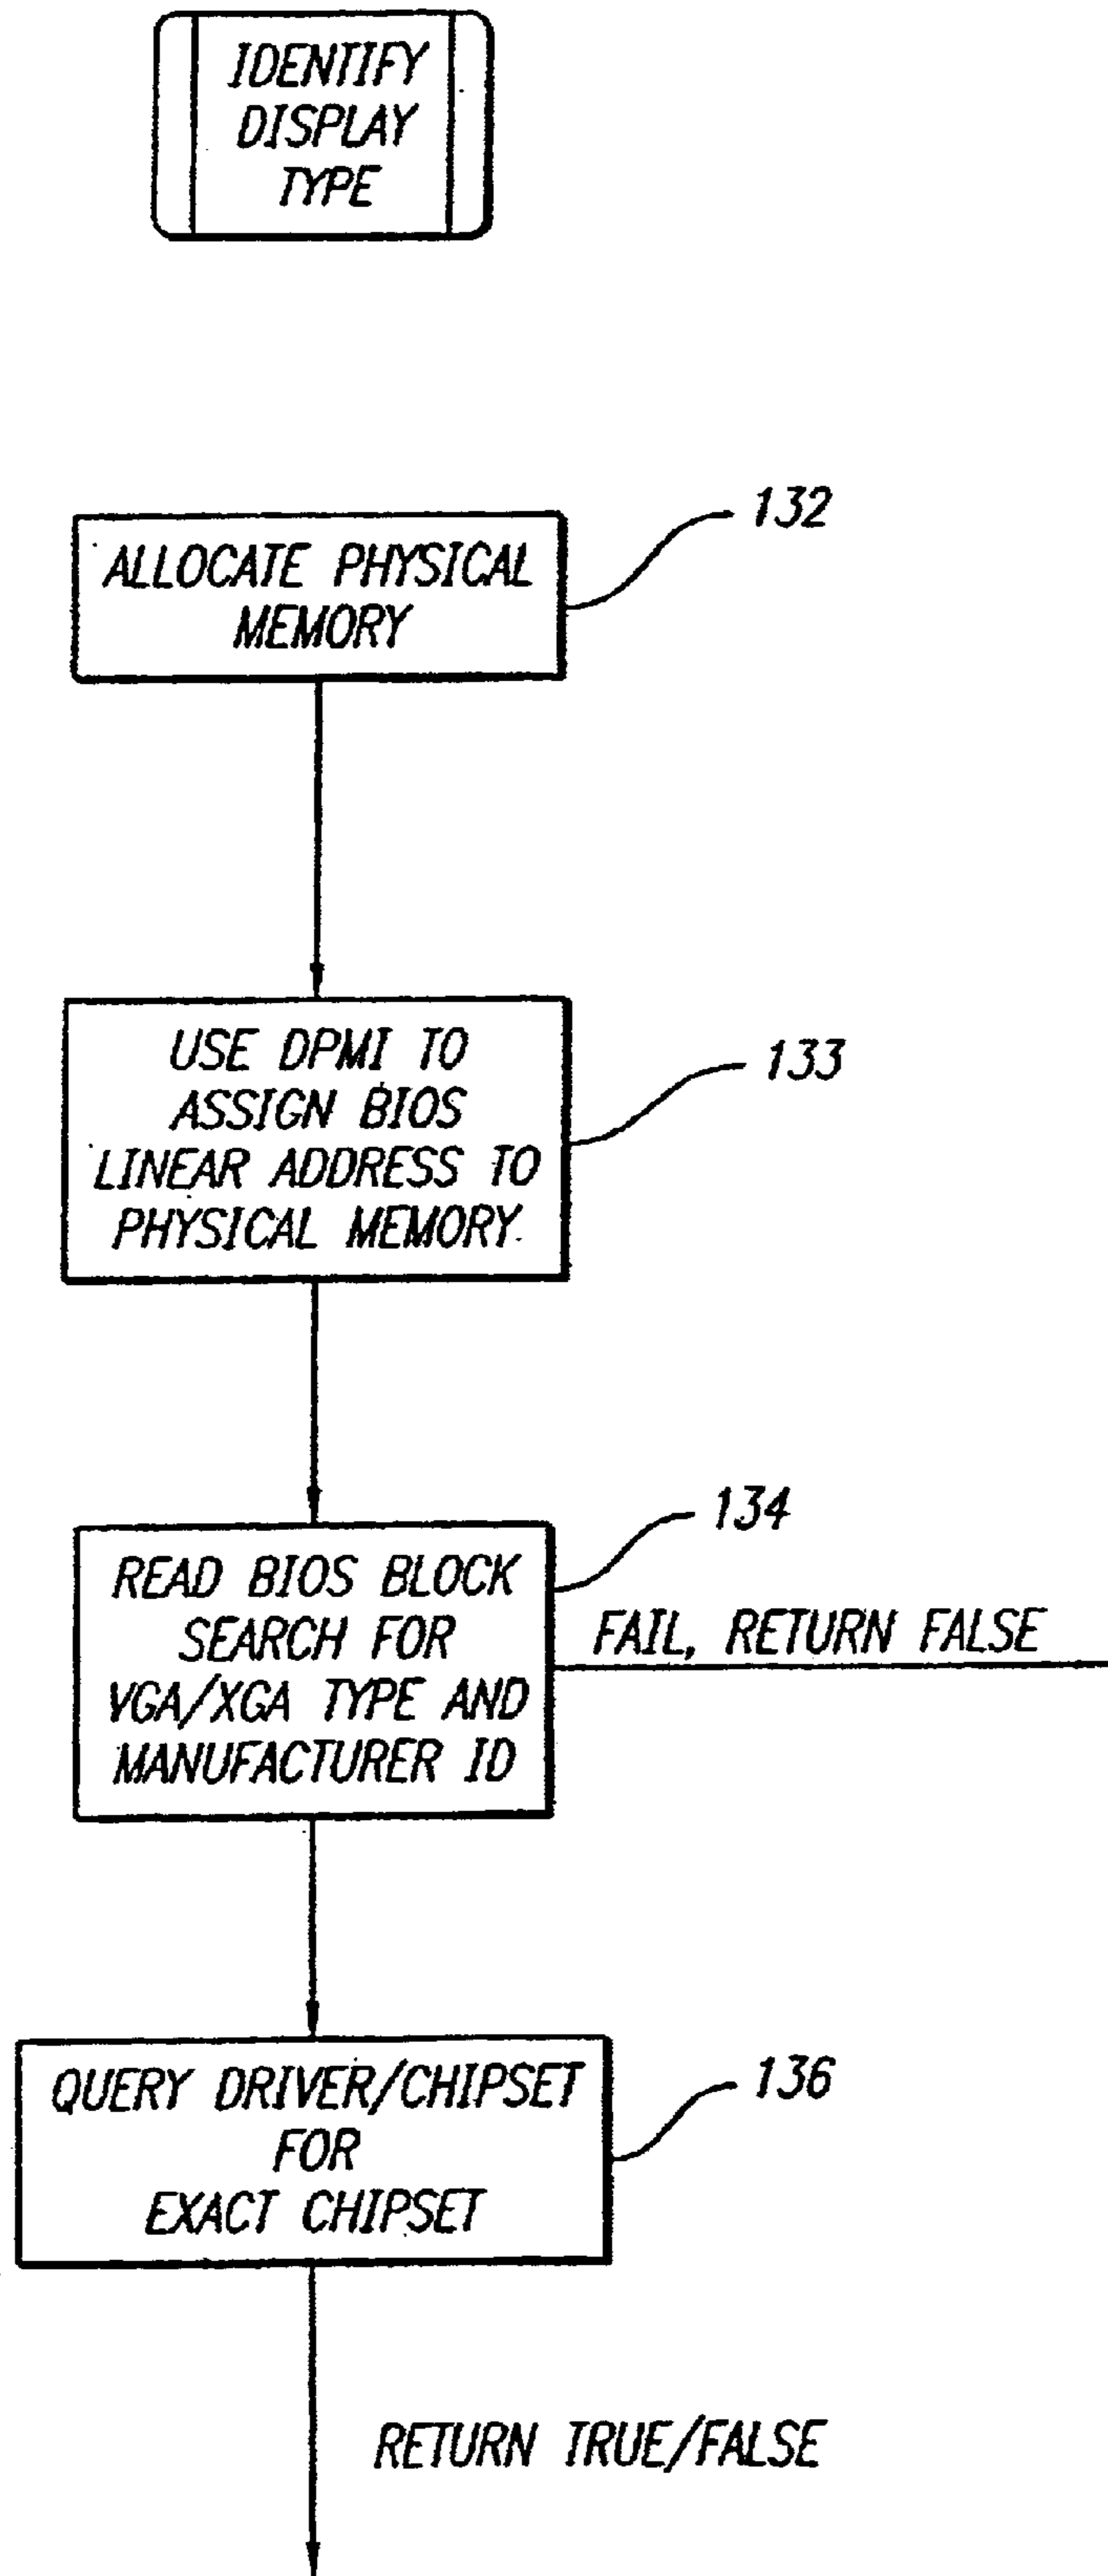 IDENTIFY
DISPLAY
TYPE
132
ALLOCATE PHYSICAL
MEMORY
133
USE DPMI TO
ASSIGN BIOS
LINEAR ADDRESS TO
PHYSICAL MEMORY.
134
READ BIOS BLOCK
SEARCH FOR
VGA/XGA TYPE AND
MANUFACTURER ID
FAIL, RETURN FALSE
136
QUERY DRIVER/CHIPSET
FOR
EXACT CHIPSET
RETURN TRUE/FALSE